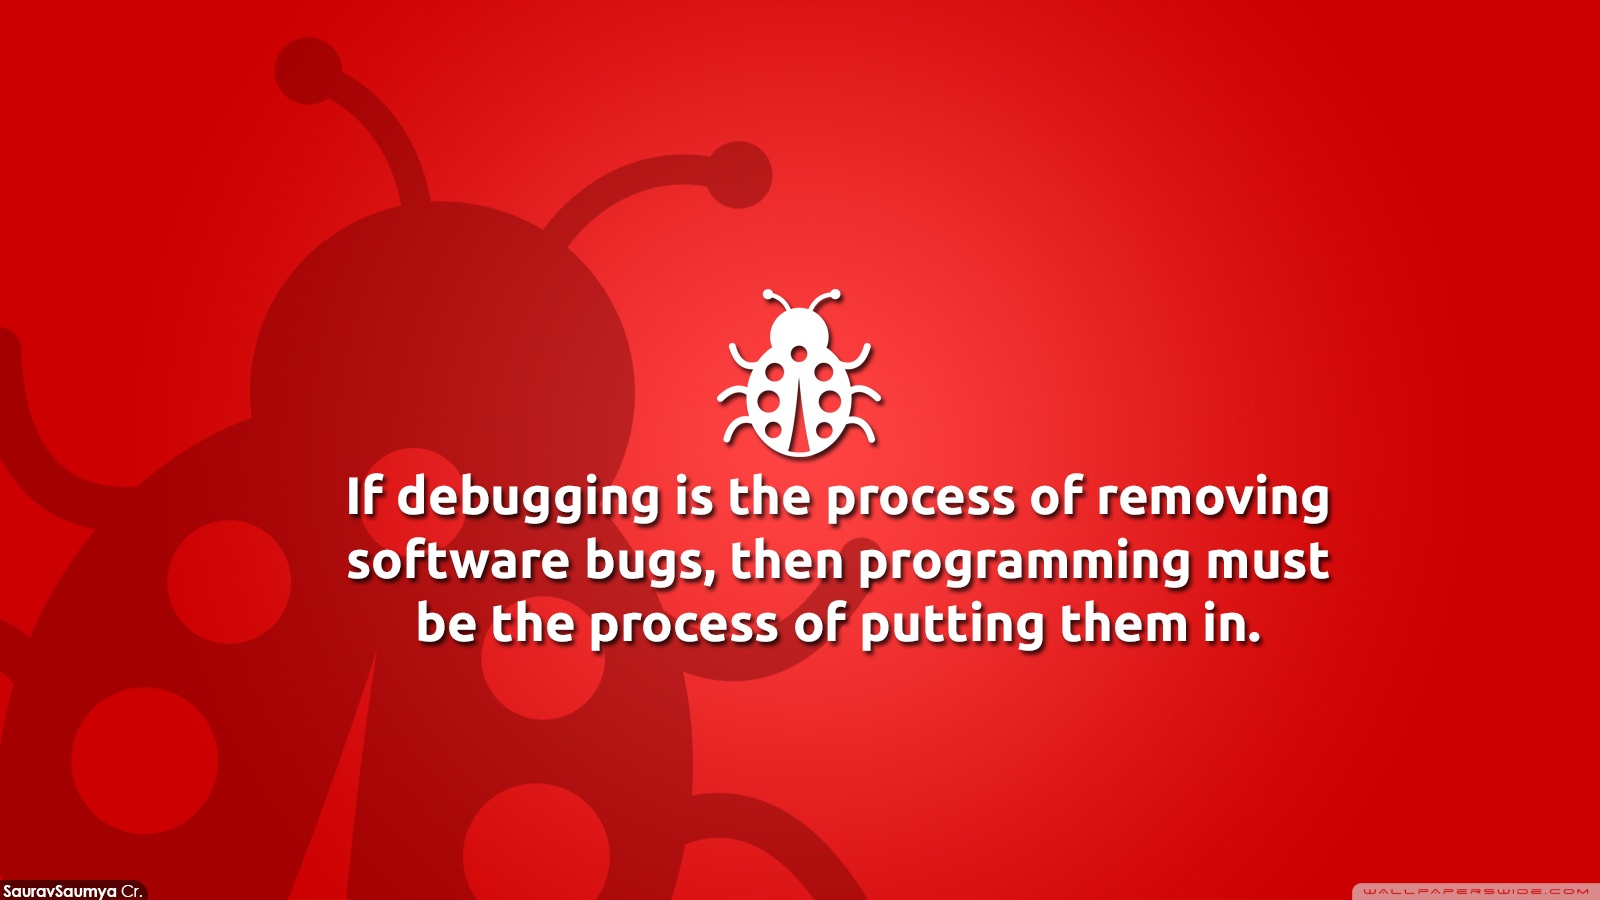 If debugging is the process of removing
software bugs, then programming must
be the process of putting them in.
SauravSaumya Cr.
WALLPAPERSWIDE.COM